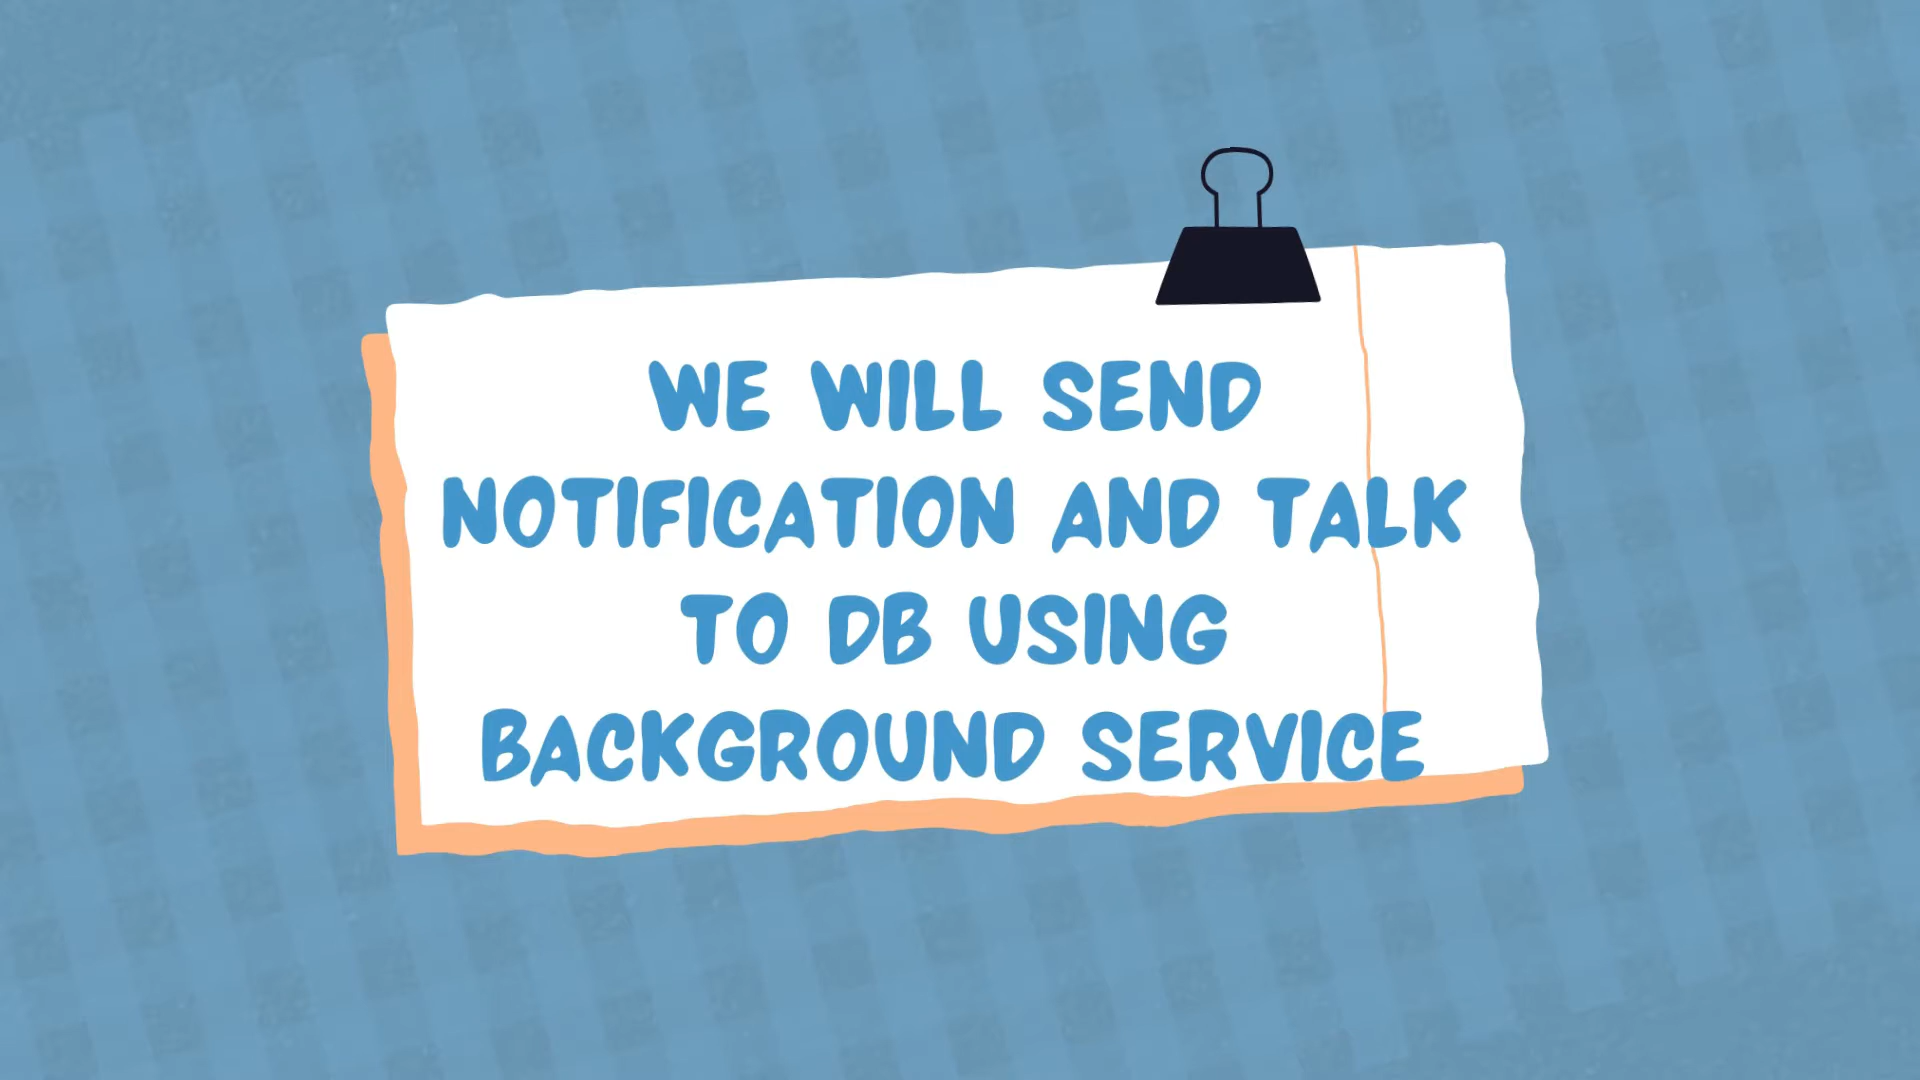 WE WILL SEND
NOTIFICATION AND TALK
TO DB USING
BACKGROUND SERVICE